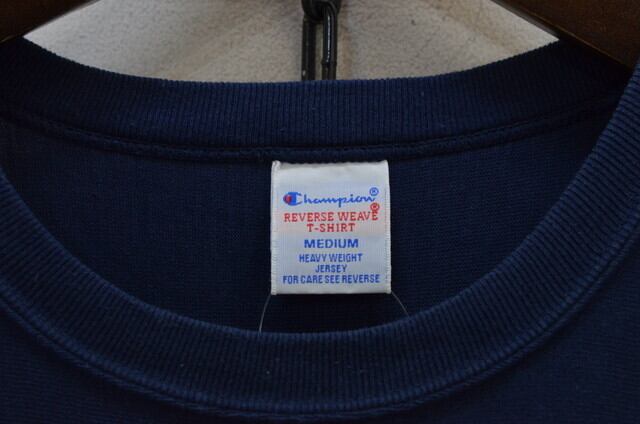 Champion®
REVERSE WEAVE®
T-SHIRT
MEDIUM
HEAVY WEIGHT
JERSEY
FOR CARE SEE REVERSE